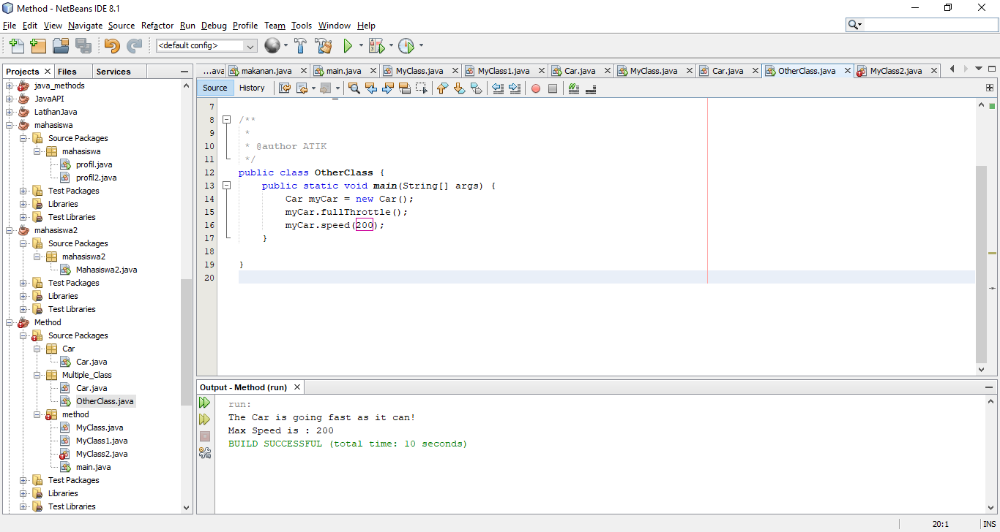 Method - NetBeans IDE 8.1
File Edit View Navigate Source Refactor Run Debug Profile Team Tools Window Help
<default config>
Projects Files Services
java_methods
JavaAPI
LatihanJava
mahasiswa
Source Packages
mahasiswa
profil.java
profil2.java
Test Packages
Libraries
Test Libraries
mahasiswa2
Source Packages
mahasiswa2
Mahasiswa2.java
Test Packages
Libraries
Test Libraries
Method
Source Packages
Car
Car.java
Multiple_Class
Car.java
OtherClass.java
method
MyClass.java
MyClass1.java
MyClass2.java
main.java
Test Packages
Libraries
Test Libraries
...ava makanan.java main.java MyClass.java MyClass1.java Car.java MyClass.java Car.java OtherClass.java MyClass2.java
Source History
7
8 /**
9 *
10 * @author ATIK
11 */
12 public class OtherClass {
13 public static void main(String[] args) {
14 Car myCar = new Car();
15 myCar.fullThrottle();
16 myCar.speed(200);
17 }
18
19 }
20
Output - Method (run)
run:
The Car is going fast as it can!
Max Speed is : 200
BUILD SUCCESSFUL (total time: 10 seconds)
20:1 INS